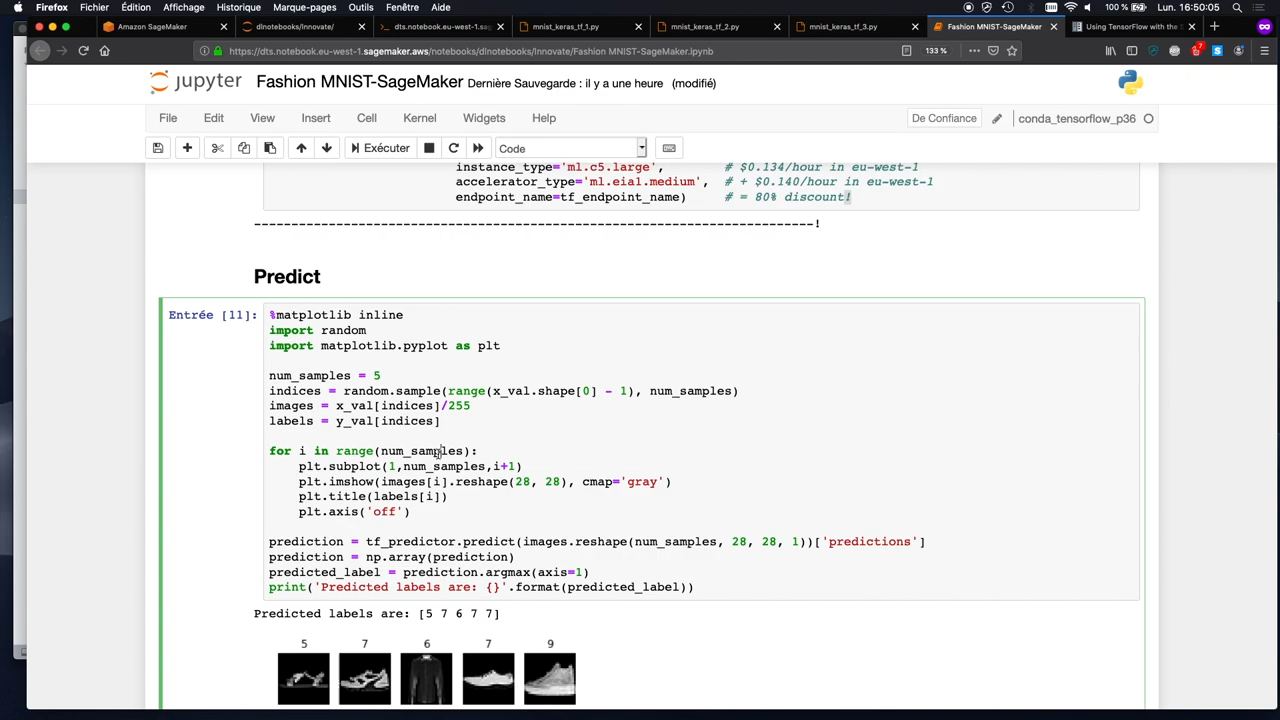 Firefox Fichier Édition Affichage Historique Marque-pages Outils Fenêtre Aide Lun. 16:50:05
Amazon SageMaker dlnotebooks/Innovate/ dts.notebook.eu-west-1.sag mnist_keras_tf_1.py mnist_keras_tf_2.py mnist_keras_tf_3.py Fashion MNIST-SageMaker Using TensorFlow with the S
https://dts.notebook.eu-west-1.sagemaker.aws/notebooks/dlnotebooks/Innovate/Fashion MNIST-SageMaker.ipynb 133 % 7
jupyter Fashion MNIST-SageMaker Dernière Sauvegarde : il y a une heure (modifié)
File Edit View Insert Cell Kernel Widgets Help De Confiance conda_tensorflow_p36
Exécuter Code
instance_type='ml.c5.large', # $0.134/hour in eu-west-1
accelerator_type='ml.eia1.medium', # + $0.140/hour in eu-west-1
endpoint_name=tf_endpoint_name) # = 80% discount!
---------------------------------------------------------------------------!
Predict
Entrée [11]: %matplotlib inline
import random
import matplotlib.pyplot as plt
num_samples = 5
indices = random.sample(range(x_val.shape[0] - 1), num_samples)
images = x_val[indices]/255
labels = y_val[indices]
for i in range(num_samples):
plt.subplot(1,num_samples,i+1)
plt.imshow(images[i].reshape(28, 28), cmap='gray')
plt.title(labels[i])
plt.axis('off')
prediction = tf_predictor.predict(images.reshape(num_samples, 28, 28, 1))['predictions']
prediction = np.array(prediction)
predicted_label = prediction.argmax(axis=1)
print('Predicted labels are: {}'.format(predicted_label))
Predicted labels are: [5 7 6 7 7]
5 7 6 7 9